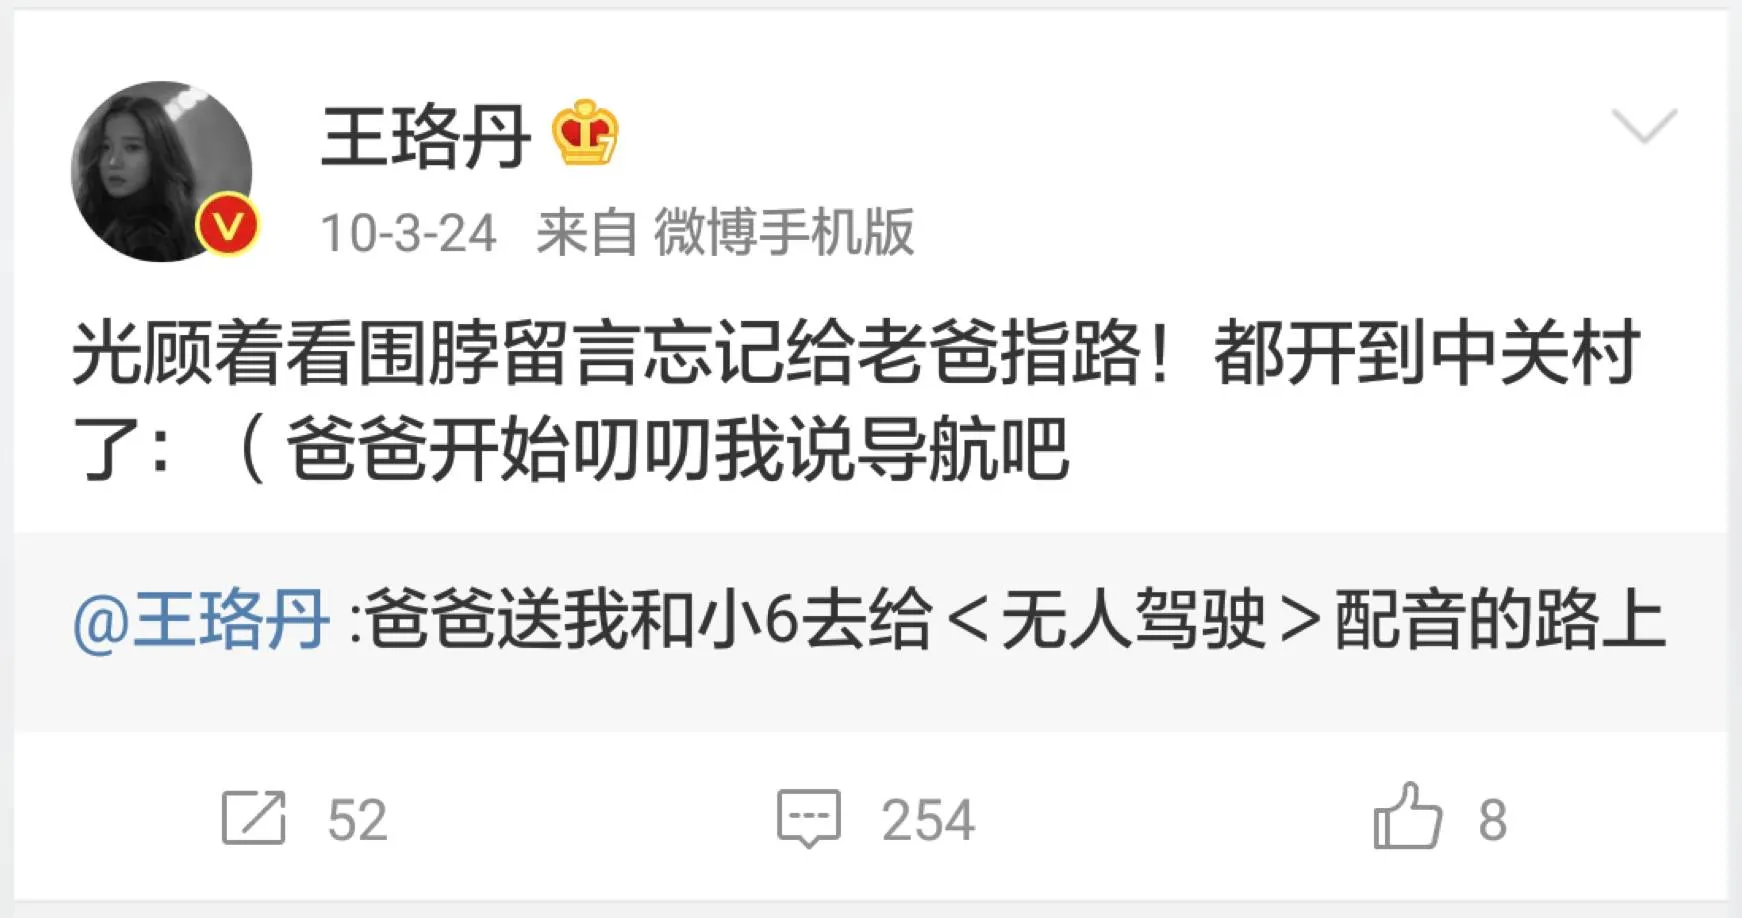 王珞丹
10-3-24 来自 微博手机版
光顾着看围脖留言忘记给老爸指路！都开到中关村
了：（爸爸开始叨叨我说导航吧
@王珞丹 :爸爸送我和小6去给＜无人驾驶＞配音的路上
52 254 8